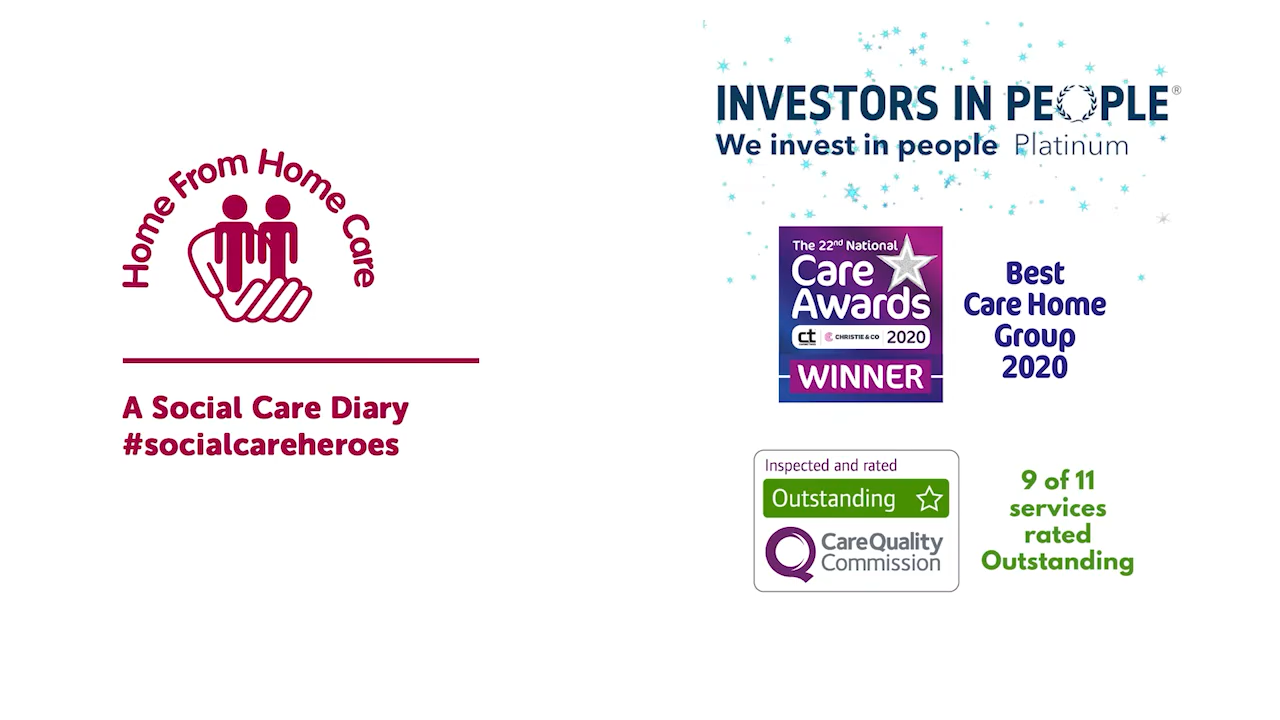 Home From Home Care
A Social Care Diary
#socialcareheroes
INVESTORS IN PEOPLE®
We invest in people Platinum
The 22nd National
Care
Awards
ct CHRISTIE & CO 2020
WINNER
Best
Care Home
Group
2020
Inspected and rated
Outstanding
CareQuality
Commission
9 of 11
services
rated
Outstanding